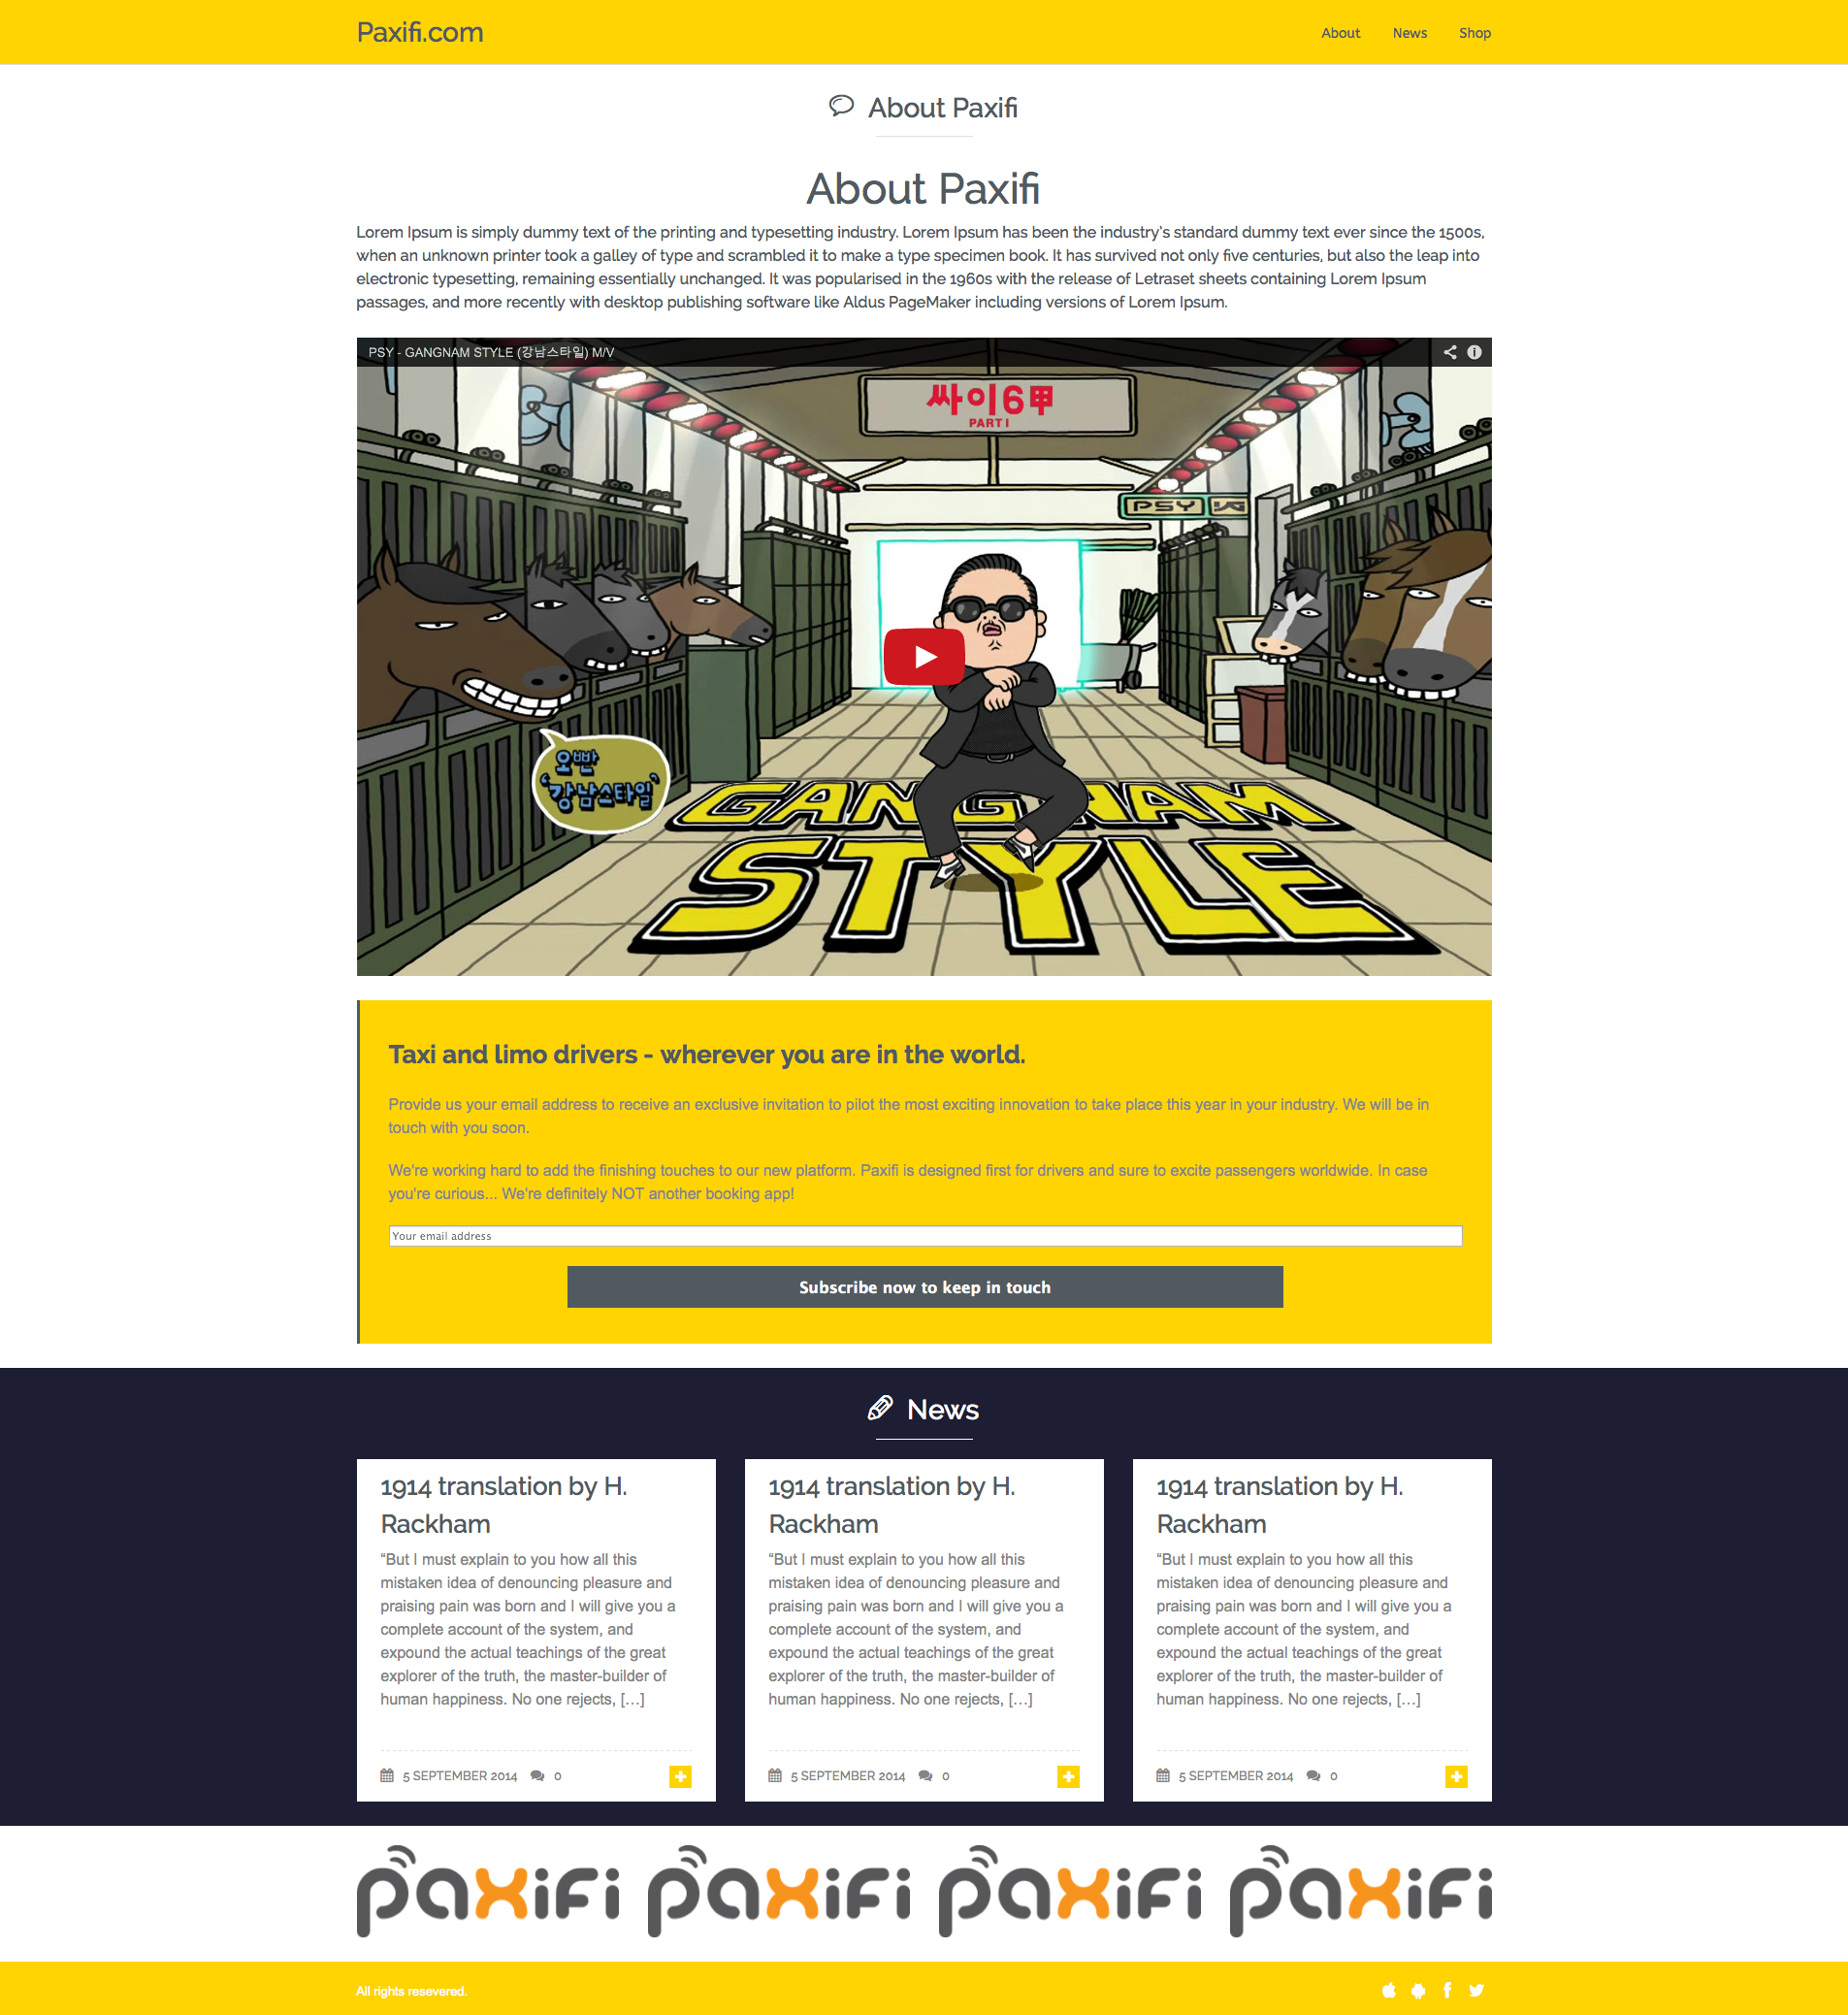 Paxifi.com
About News Shop
About Paxifi
About Paxifi
Lorem Ipsum is simply dummy text of the printing and typesetting industry. Lorem Ipsum has been the industry's standard dummy text ever since the 1500s,
when an unknown printer took a galley of type and scrambled it to make a type specimen book. It has survived not only five centuries, but also the leap into
electronic typesetting, remaining essentially unchanged. It was popularised in the 1960s with the release of Letraset sheets containing Lorem Ipsum
passages, and more recently with desktop publishing software like Aldus PageMaker including versions of Lorem Ipsum.
PSY - GANGNAM STYLE (강남스타일) M/V
싸이6甲
PART I
PSY YG
오빤
'강남스타일'
GANGNAM
STYLE
Taxi and limo drivers - wherever you are in the world.
Provide us your email address to receive an exclusive invitation to pilot the most exciting innovation to take place this year in your industry. We will be in
touch with you soon.
We're working hard to add the finishing touches to our new platform. Paxifi is designed first for drivers and sure to excite passengers worldwide. In case
you're curious... We're definitely NOT another booking app!
Your email address
Subscribe now to keep in touch
News
1914 translation by H.
Rackham
“But I must explain to you how all this
mistaken idea of denouncing pleasure and
praising pain was born and I will give you a
complete account of the system, and
expound the actual teachings of the great
explorer of the truth, the master-builder of
human happiness. No one rejects, […]
5 SEPTEMBER 2014 0
1914 translation by H.
Rackham
“But I must explain to you how all this
mistaken idea of denouncing pleasure and
praising pain was born and I will give you a
complete account of the system, and
expound the actual teachings of the great
explorer of the truth, the master-builder of
human happiness. No one rejects, […]
5 SEPTEMBER 2014 0
1914 translation by H.
Rackham
“But I must explain to you how all this
mistaken idea of denouncing pleasure and
praising pain was born and I will give you a
complete account of the system, and
expound the actual teachings of the great
explorer of the truth, the master-builder of
human happiness. No one rejects, […]
5 SEPTEMBER 2014 0
paxifi paxifi paxifi paxifi
All rights resevered.